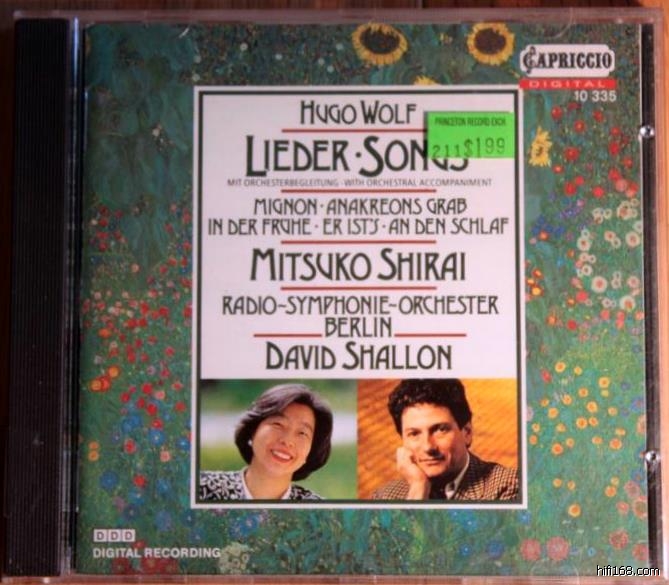 CAPRICCIO
DIGITAL
10 335
HUGO WOLF
PRINCETON RECORD EXCH.
211$1.99
LIEDER · SONGS
MIT ORCHESTERBEGLEITUNG · WITH ORCHESTRAL ACCOMPANIMENT
MIGNON · ANAKREONS GRAB
IN DER FRÜHE · ER IST'S · AN DEN SCHLAF
MITSUKO SHIRAI
RADIO-SYMPHONIE-ORCHESTER
BERLIN
DAVID SHALLON
DDD
DIGITAL RECORDING
hifi168.com